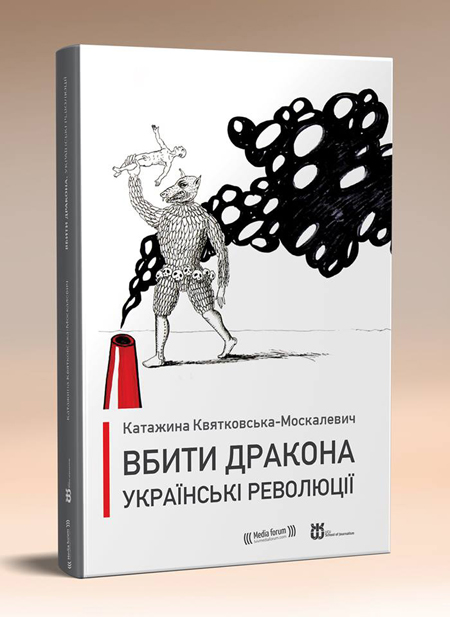 ВБИТИ ДРАКОНА. УКРАЇНСЬКІ РЕВОЛЮЦІЇ
Катажина Квятковська-Москалевич
Катажина Квятковська-Москалевич
ВБИТИ ДРАКОНА
УКРАЇНСЬКІ РЕВОЛЮЦІЇ
Media forum
School of Journalism